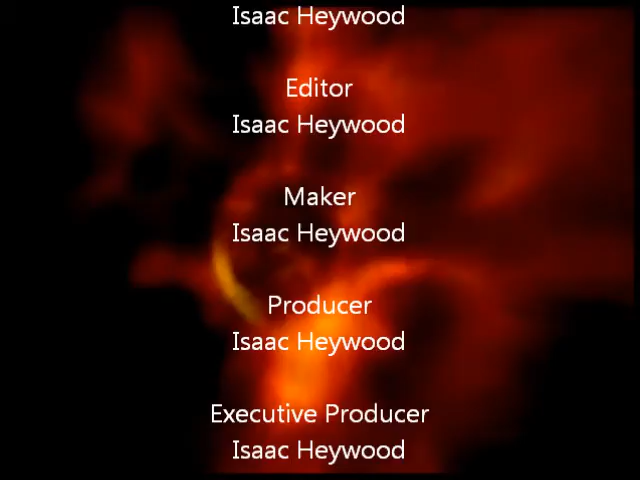 Isaac Heywood
Editor
Isaac Heywood
Maker
Isaac Heywood
Producer
Isaac Heywood
Executive Producer
Isaac Heywood